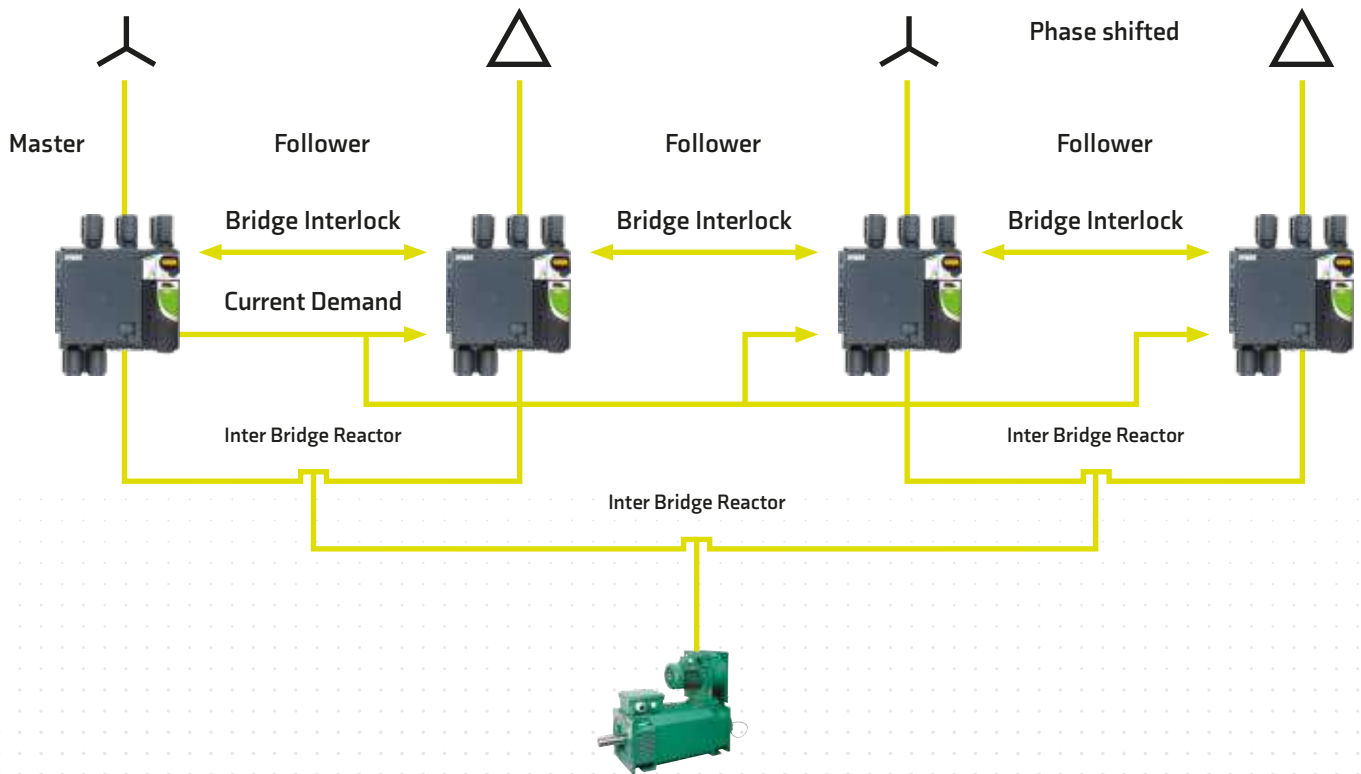 Phase shifted
Master
Follower
Follower
Follower
Bridge Interlock
Bridge Interlock
Bridge Interlock
Current Demand
Inter Bridge Reactor
Inter Bridge Reactor
Inter Bridge Reactor